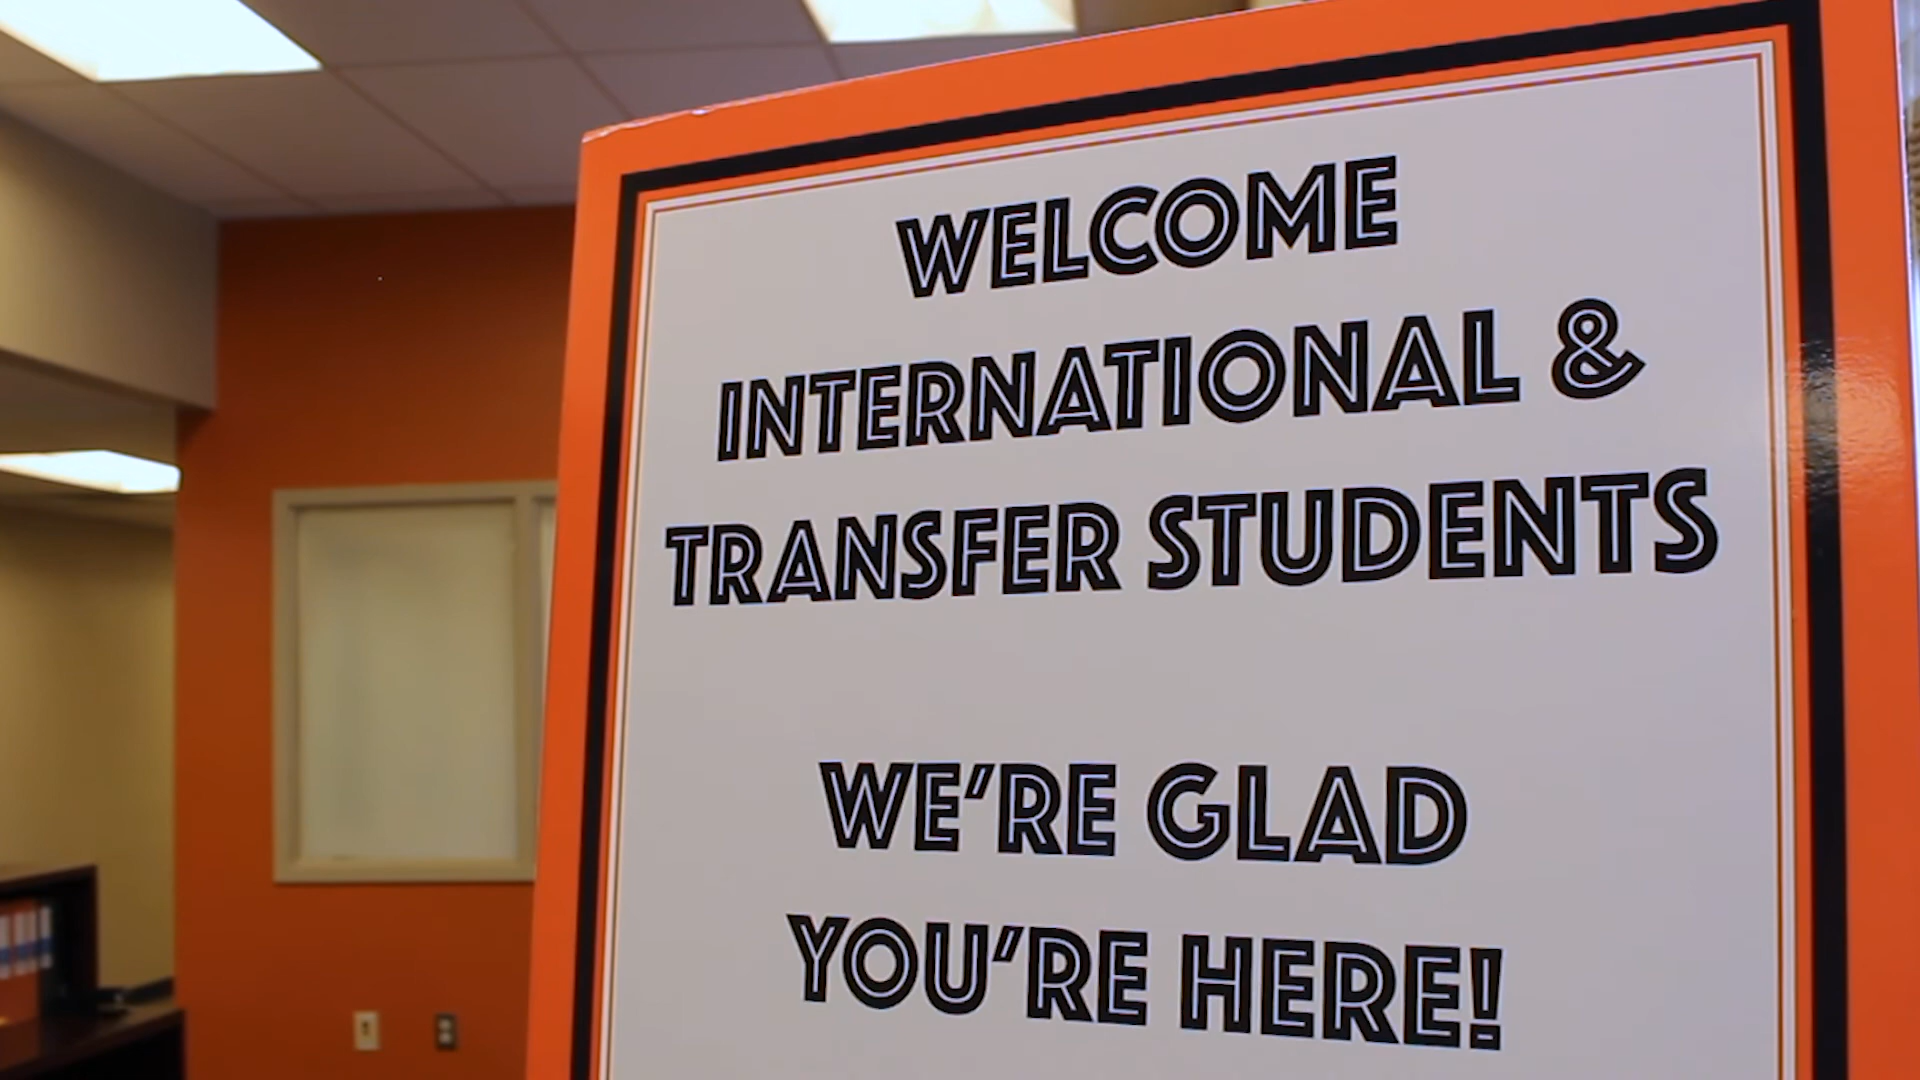 WELCOME
INTERNATIONAL &
TRANSFER STUDENTS
WE'RE GLAD
YOU'RE HERE!